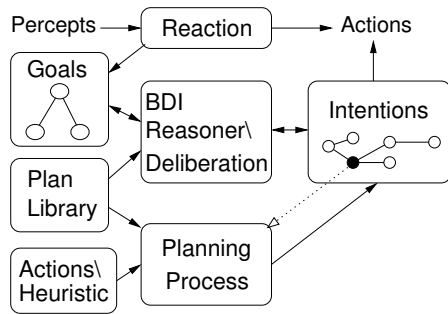 Percepts
Reaction
Actions
Goals
BDI
Reasoner\
Deliberation
Intentions
Plan
Library
Planning
Process
Actions\
Heuristic